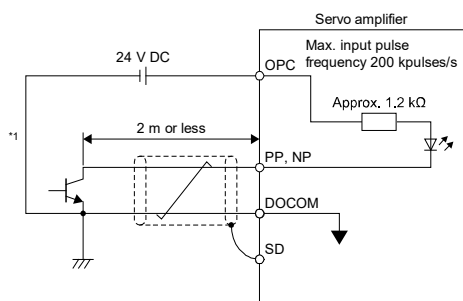 Servo amplifier
Max. input pulse
frequency 200 kpulses/s
24 V DC
OPC
Approx. 1.2 kΩ
*1
2 m or less
PP, NP
DOCOM
SD